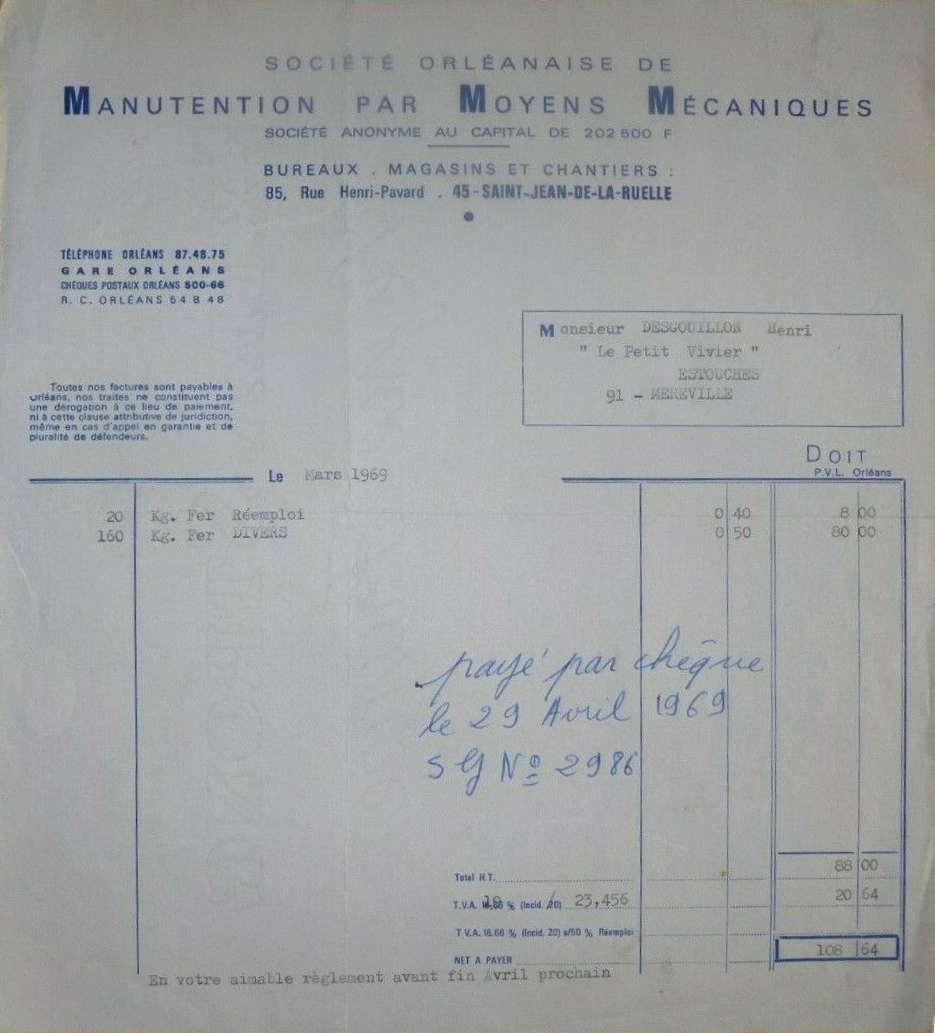 SOCIÉTÉ ORLÉANAISE DE
MANUTENTION PAR MOYENS MÉCANIQUES
SOCIÉTÉ ANONYME AU CAPITAL DE 202 500 F
BUREAUX . MAGASINS ET CHANTIERS :
85, Rue Henri-Pavard . 45 - SAINT-JEAN-DE-LA-RUELLE
TÉLÉPHONE ORLÉANS 87.48.75
GARE ORLÉANS
CHÈQUES POSTAUX ORLÉANS 500-66
R. C. ORLÉANS 54 B 48
Monsieur DESGOUILLON Henri
" Le Petit Vivier "
ESTOUCHES
91 - MEREVILLE
Toutes nos factures sont payables à
Orléans, nos traites ne constituent pas
une dérogation à ce lieu de paiement,
ni à cette clause attributive de juridiction,
même en cas d'appel en garantie et de
pluralité de défendeurs.
DOIT
P.V.L. Orléans
Le Mars 1969
20 Kg. Fer Réemploi 0 40 8 00
160 Kg. Fer DIVERS 0 50 80 00
payé par chèque
le 29 Avril 1969
SG Nº 2986
Total H.T. 88 00
T.V.A. % (Incid. /20) 23,456 20 64
T.V.A. 16.66 % (Incid. 20) s/50 % Réemploi
NET A PAYER 108 64
En votre aimable règlement avant fin Avril prochain